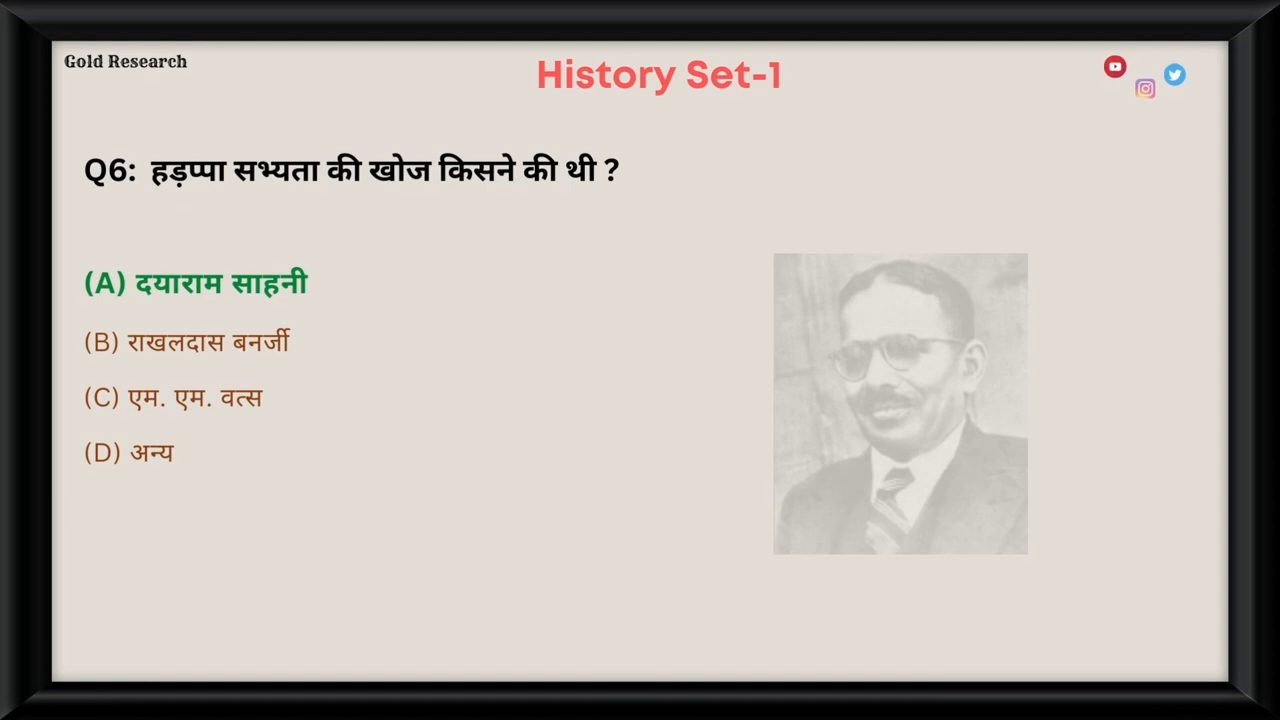 Gold Research
History Set-1
Q6: हड़प्पा सभ्यता की खोज किसने की थी ?
(A) दयाराम साहनी
(B) राखलदास बनर्जी
(C) एम. एम. वत्स
(D) अन्य